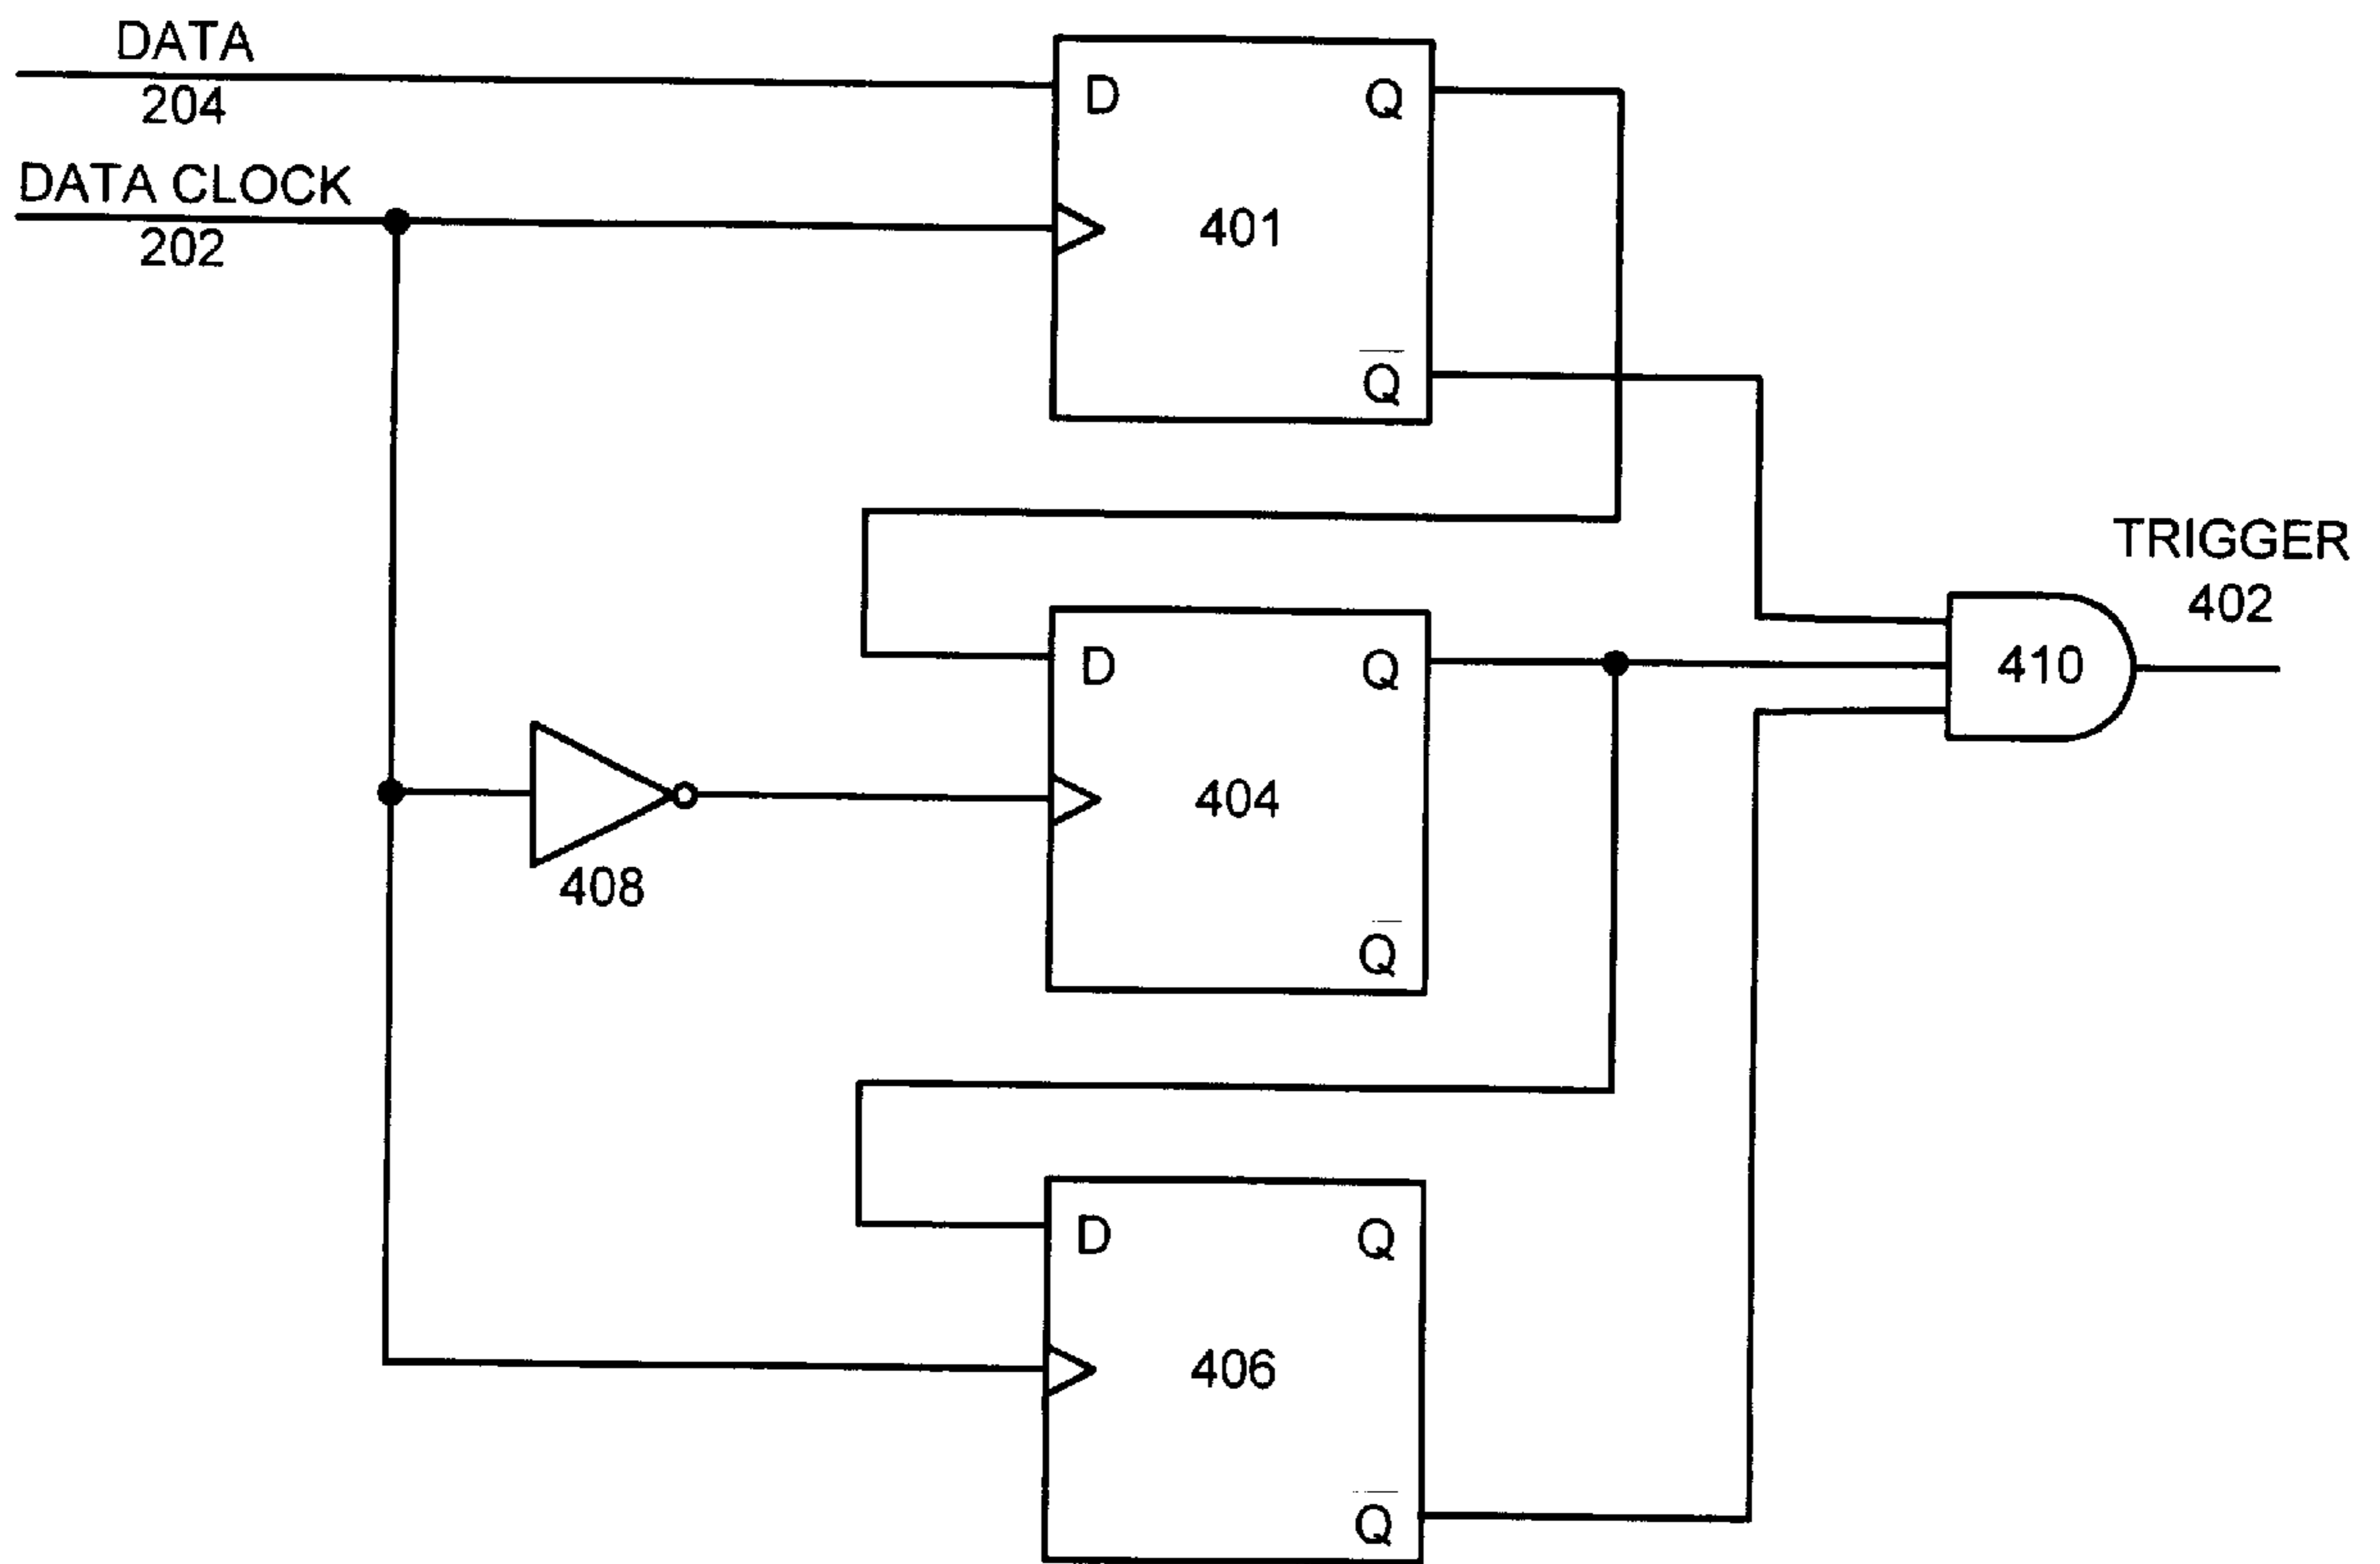 DATA
204
DATA CLOCK
202
D Q
401
Q̅
TRIGGER
402
D Q
410
404
408
Q̅
D Q
406
Q̅